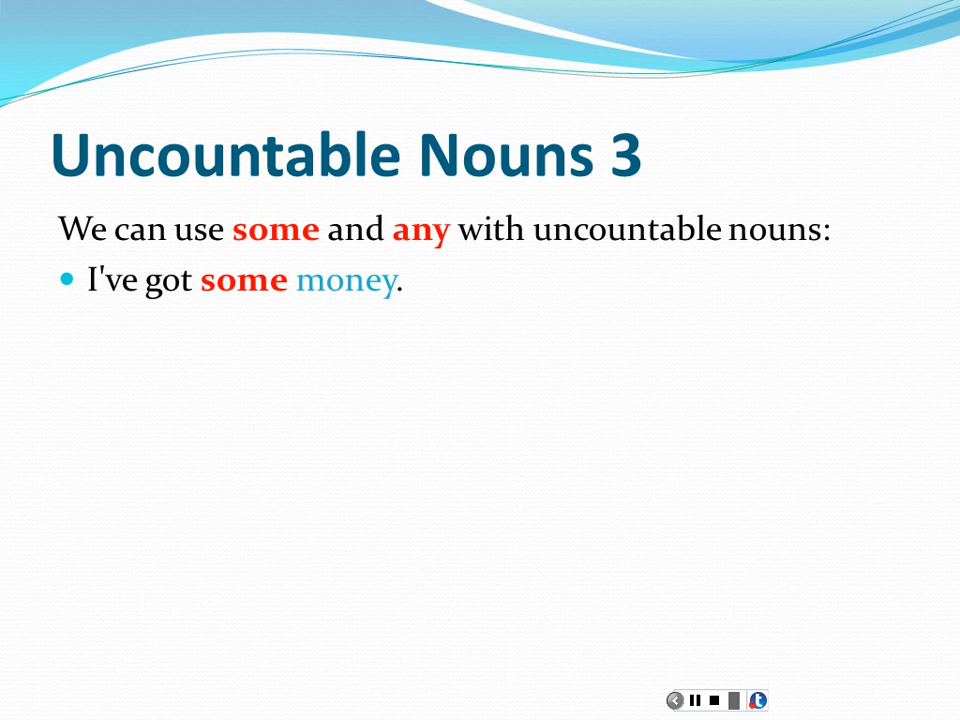 Uncountable Nouns 3
We can use some and any with uncountable nouns:
• I've got some money.